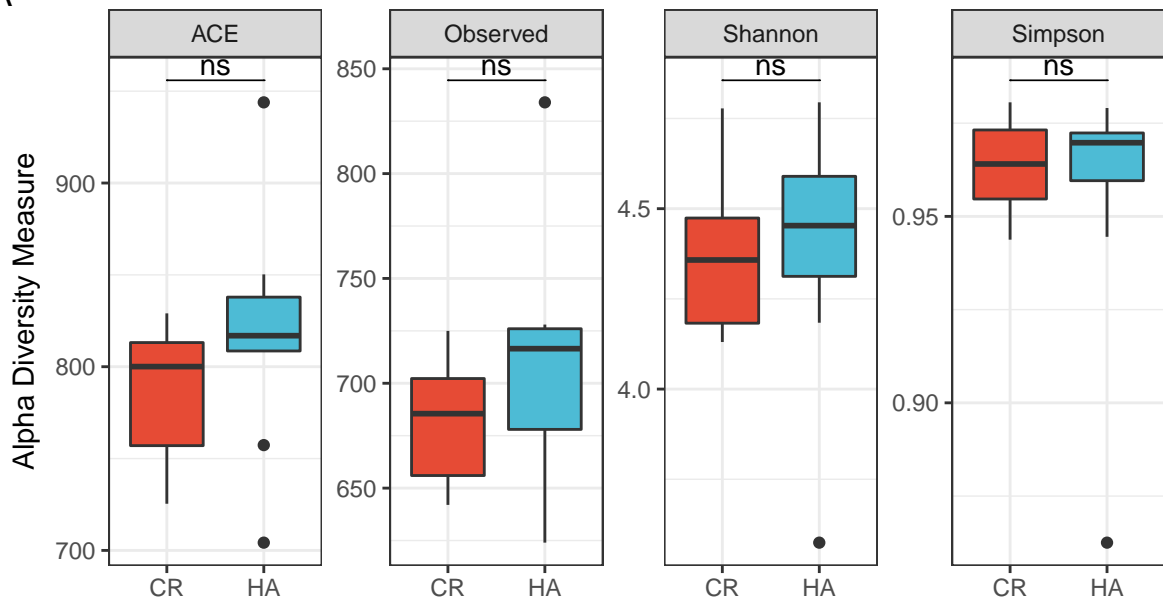 ACE
Observed
Shannon
Simpson
ns
ns
ns
ns
Alpha Diversity Measure
900
800
700
850
800
750
700
650
4.5
4.0
0.95
0.90
CR
HA
CR
HA
CR
HA
CR
HA